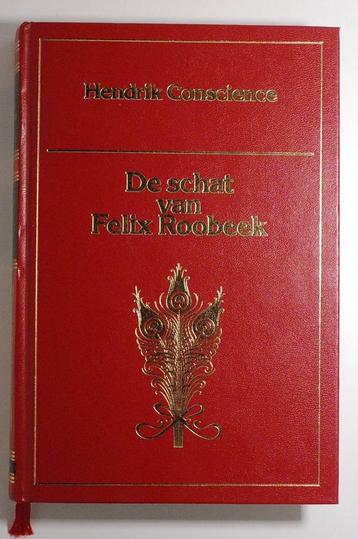 Hendrik Conscience
De schat
van
Felix Roobeek